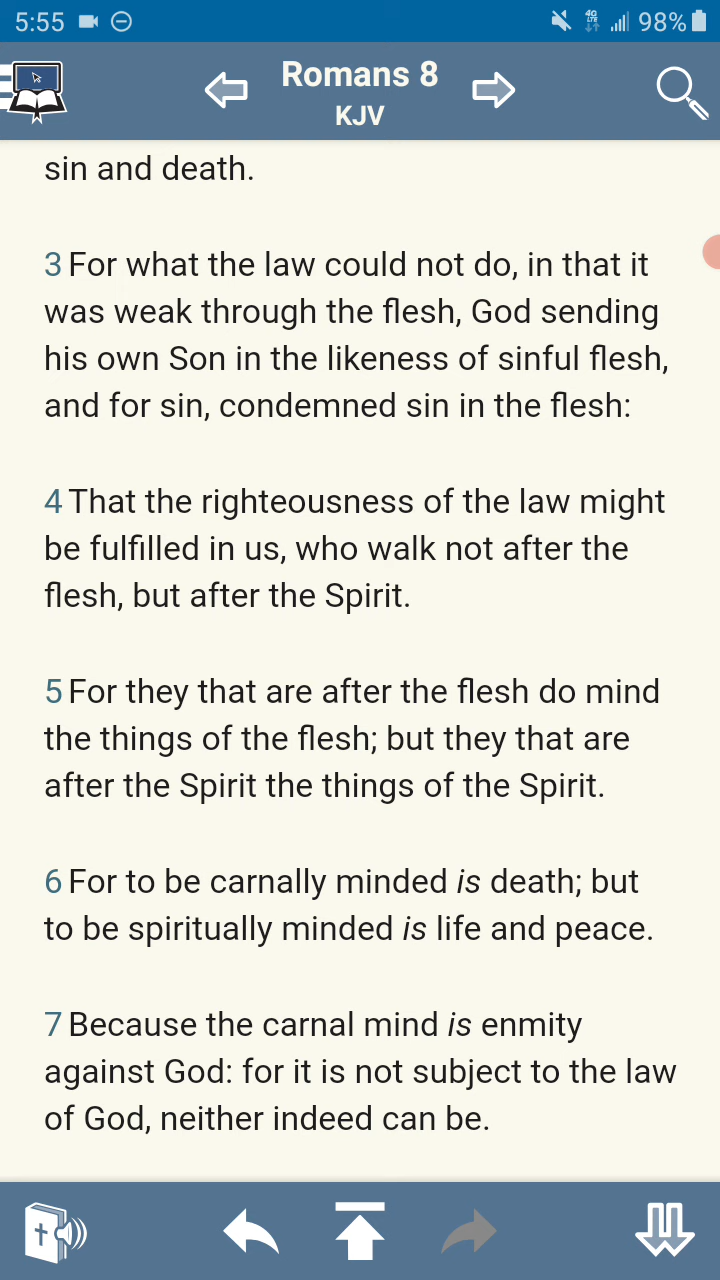 5:55 4G LTE 98%
Romans 8
KJV
sin and death.
3 For what the law could not do, in that it
was weak through the flesh, God sending
his own Son in the likeness of sinful flesh,
and for sin, condemned sin in the flesh:
4 That the righteousness of the law might
be fulfilled in us, who walk not after the
flesh, but after the Spirit.
5 For they that are after the flesh do mind
the things of the flesh; but they that are
after the Spirit the things of the Spirit.
6 For to be carnally minded is death; but
to be spiritually minded is life and peace.
7 Because the carnal mind is enmity
against God: for it is not subject to the law
of God, neither indeed can be.